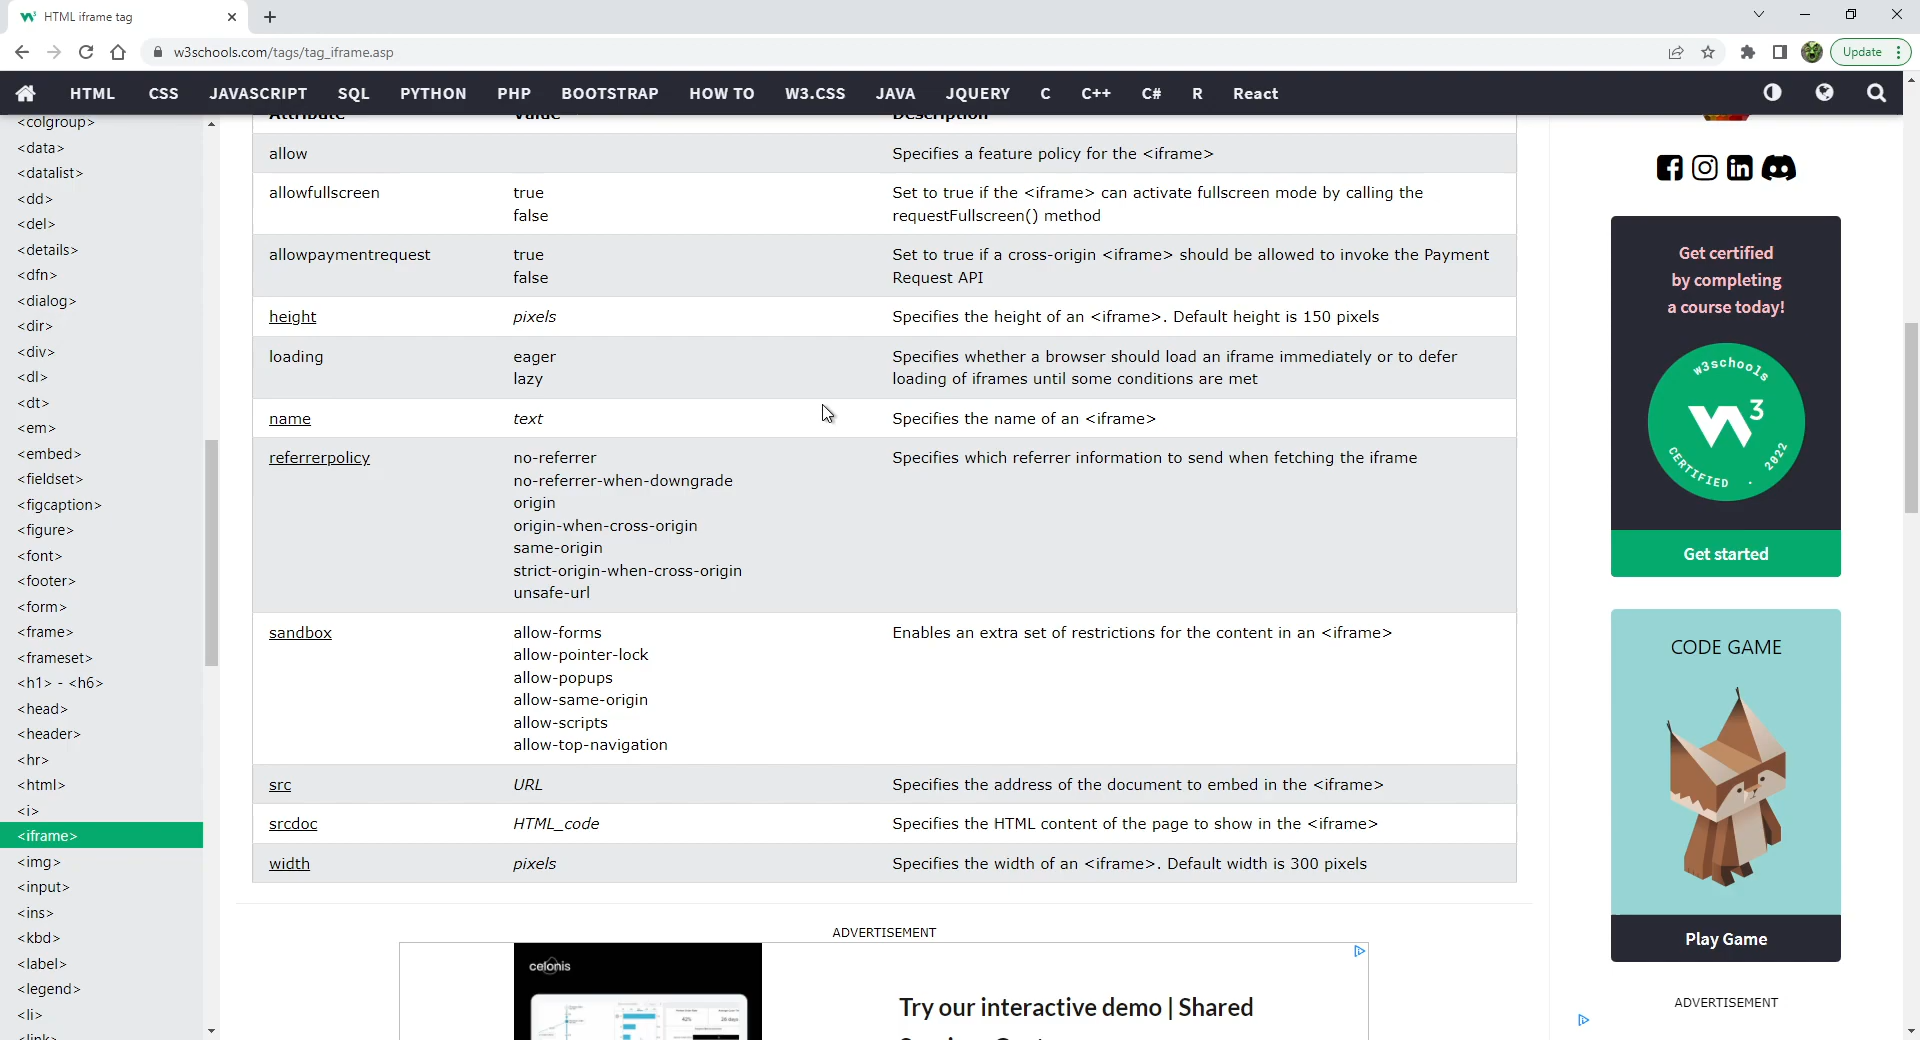 HTML iframe tag
w3schools.com/tags/tag_iframe.asp
Update
HTML CSS JAVASCRIPT SQL PYTHON PHP BOOTSTRAP HOW TO W3.CSS JAVA JQUERY C C++ C# R React
<colgroup>
<data>
<datalist>
<dd>
<del>
<details>
<dfn>
<dialog>
<dir>
<div>
<dl>
<dt>
<em>
<embed>
<fieldset>
<figcaption>
<figure>
<font>
<footer>
<form>
<frame>
<frameset>
<h1> - <h6>
<head>
<header>
<hr>
<html>
<i>
<iframe>
<img>
<input>
<ins>
<kbd>
<label>
<legend>
<li>
<link>
Attribute Value Description
allow Specifies a feature policy for the <iframe>
allowfullscreen true Set to true if the <iframe> can activate fullscreen mode by calling the
false requestFullscreen() method
allowpaymentrequest true Set to true if a cross-origin <iframe> should be allowed to invoke the Payment
false Request API
height pixels Specifies the height of an <iframe>. Default height is 150 pixels
loading eager Specifies whether a browser should load an iframe immediately or to defer
lazy loading of iframes until some conditions are met
name text Specifies the name of an <iframe>
referrerpolicy no-referrer Specifies which referrer information to send when fetching the iframe
no-referrer-when-downgrade
origin
origin-when-cross-origin
same-origin
strict-origin-when-cross-origin
unsafe-url
sandbox allow-forms Enables an extra set of restrictions for the content in an <iframe>
allow-pointer-lock
allow-popups
allow-same-origin
allow-scripts
allow-top-navigation
src URL Specifies the address of the document to embed in the <iframe>
srcdoc HTML_code Specifies the HTML content of the page to show in the <iframe>
width pixels Specifies the width of an <iframe>. Default width is 300 pixels
ADVERTISEMENT
celonis
Try our interactive demo | Shared
Get certified
by completing
a course today!
w3schools
W3
CERTIFIED . 2022
Get started
CODE GAME
Play Game
ADVERTISEMENT